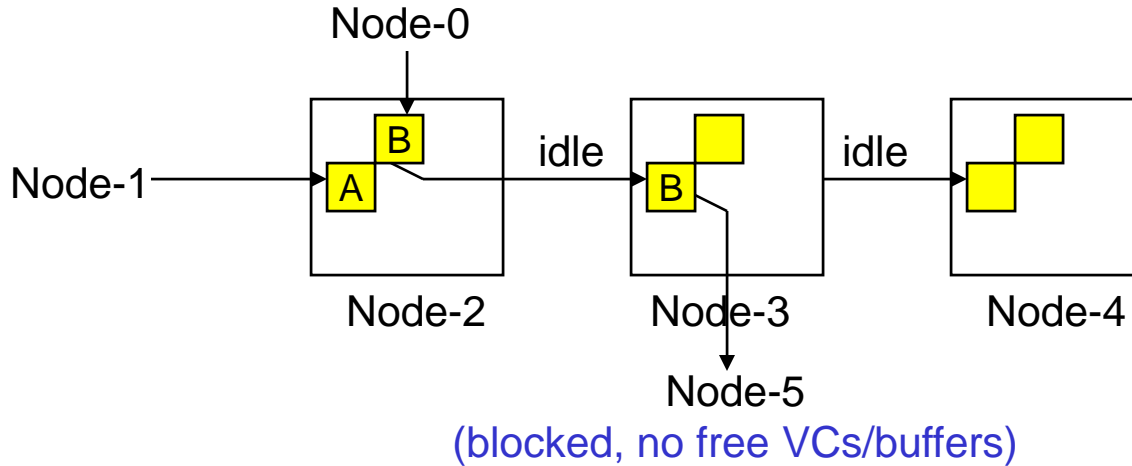 Node-0
B
idle
idle
Node-1
A
B
Node-2
Node-3
Node-4
Node-5
(blocked, no free VCs/buffers)